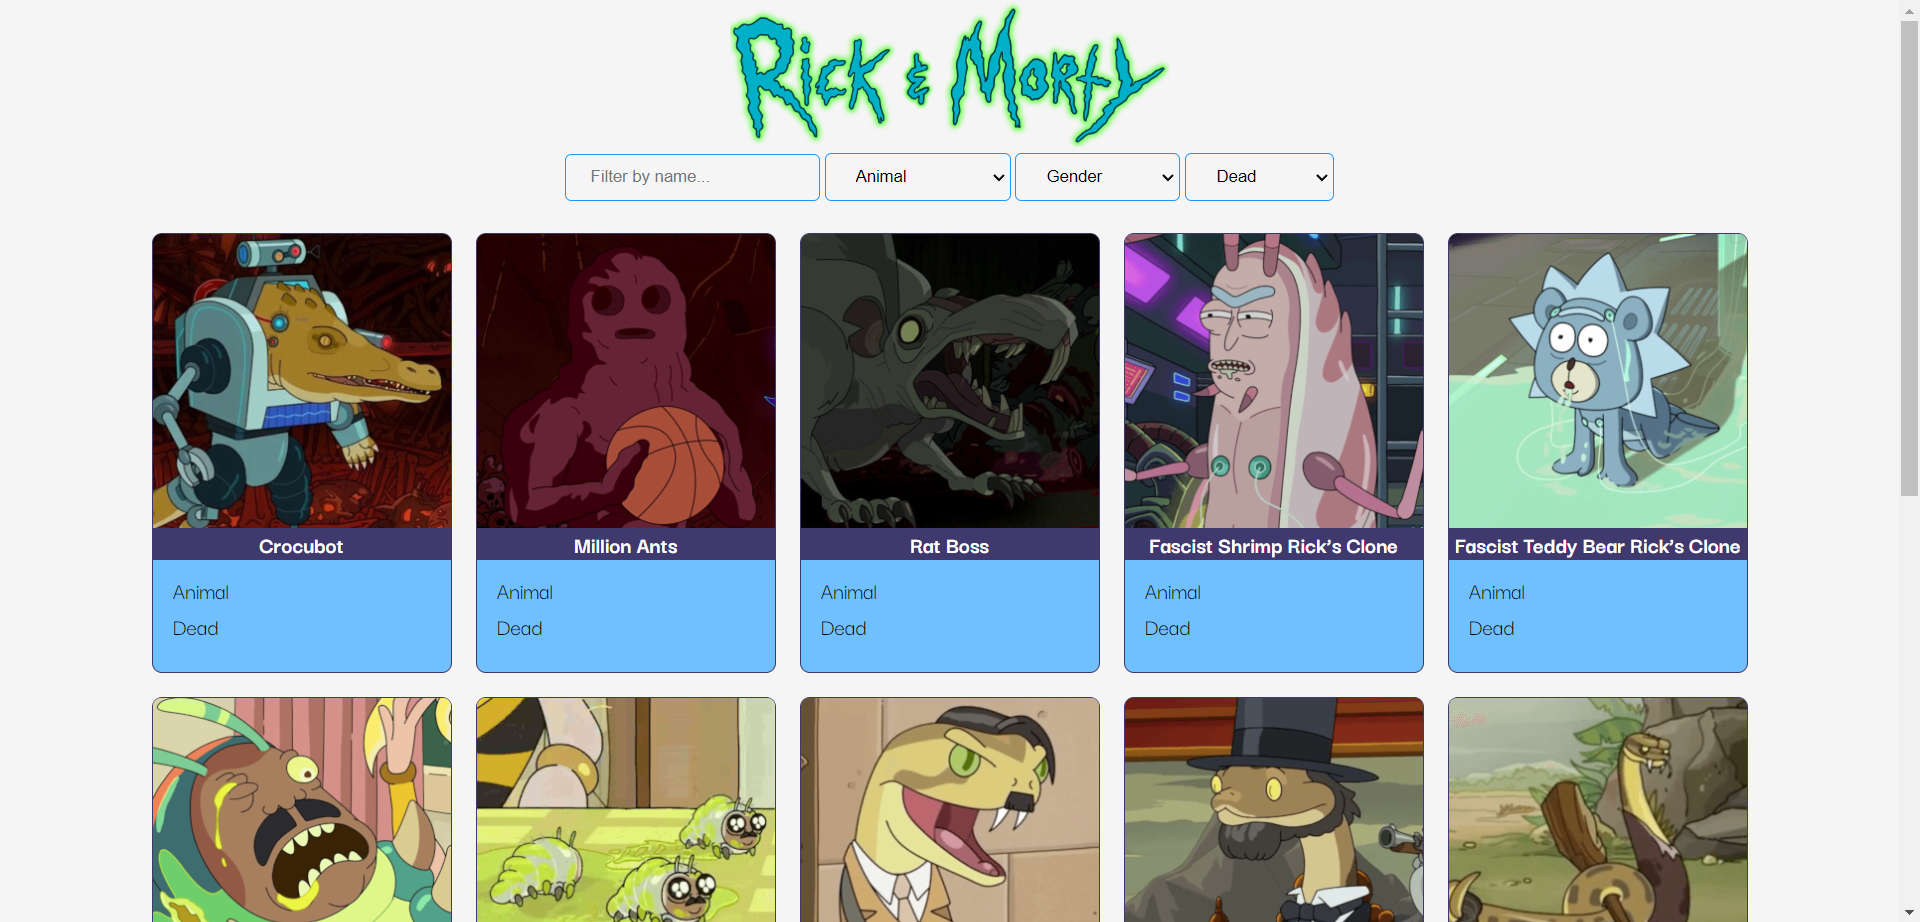 Rick & Morty
Filter by name... Animal Gender Dead
Crocubot Million Ants Rat Boss Fascist Shrimp Rick's Clone Fascist Teddy Bear Rick's Clone
Animal Animal Animal Animal Animal
Dead Dead Dead Dead Dead